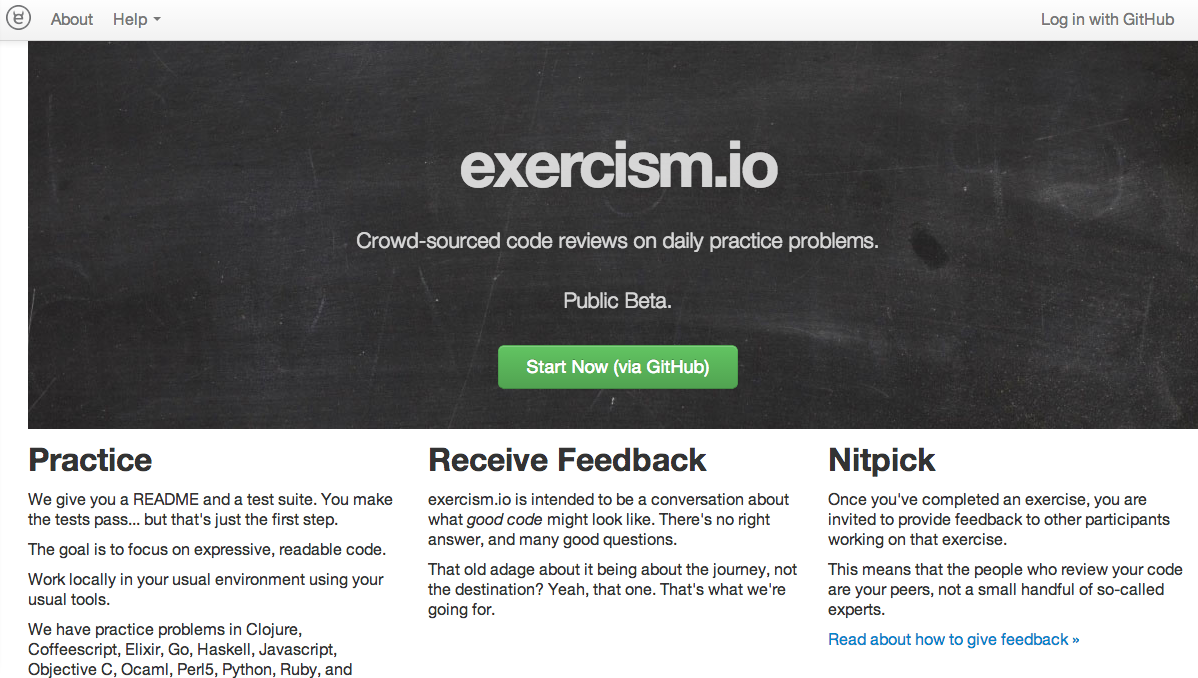 About Help Log in with GitHub
exercism.io
Crowd-sourced code reviews on daily practice problems.
Public Beta.
Start Now (via GitHub)
Practice
We give you a README and a test suite. You make
the tests pass... but that's just the first step.
The goal is to focus on expressive, readable code.
Work locally in your usual environment using your
usual tools.
We have practice problems in Clojure,
Coffeescript, Elixir, Go, Haskell, Javascript,
Objective C, Ocaml, Perl5, Python, Ruby, and
Receive Feedback
exercism.io is intended to be a conversation about
what good code might look like. There's no right
answer, and many good questions.
That old adage about it being about the journey, not
the destination? Yeah, that one. That's what we're
going for.
Nitpick
Once you've completed an exercise, you are
invited to provide feedback to other participants
working on that exercise.
This means that the people who review your code
are your peers, not a small handful of so-called
experts.
Read about how to give feedback »